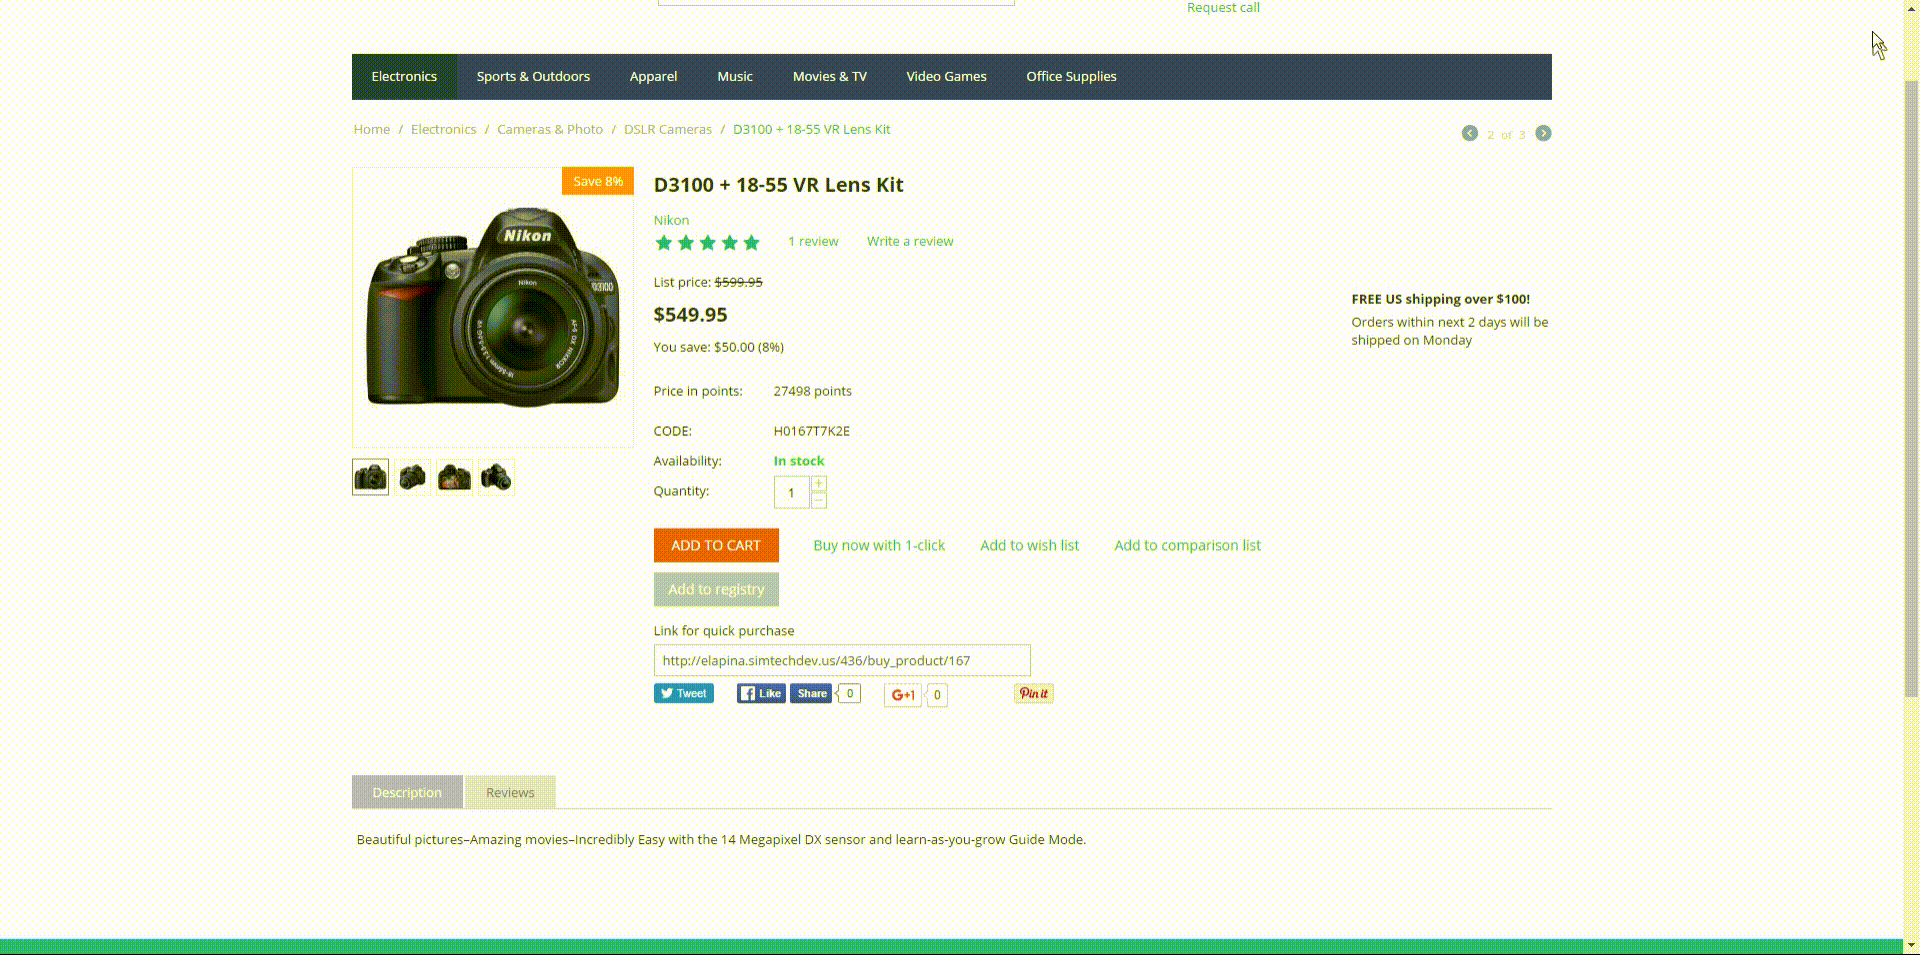 Request call
Electronics Sports & Outdoors Apparel Music Movies & TV Video Games Office Supplies
Home / Electronics / Cameras & Photo / DSLR Cameras / D3100 + 18-55 VR Lens Kit
2 of 3
Save 8%
Nikon
D3100
Nikon
D3100 + 18-55 VR Lens Kit
Nikon
1 review Write a review
List price: $599.95
$549.95
You save: $50.00 (8%)
Price in points: 27498 points
CODE: H0167T7K2E
Availability: In stock
Quantity: 1 + −
ADD TO CART Buy now with 1-click Add to wish list Add to comparison list
Add to registry
Link for quick purchase
http://elapina.simtechdev.us/436/buy_product/167
Tweet Like Share 0 G+1 0 Pin it
FREE US shipping over $100!
Orders within next 2 days will be
shipped on Monday
Description Reviews
Beautiful pictures–Amazing movies–Incredibly Easy with the 14 Megapixel DX sensor and learn-as-you-grow Guide Mode.